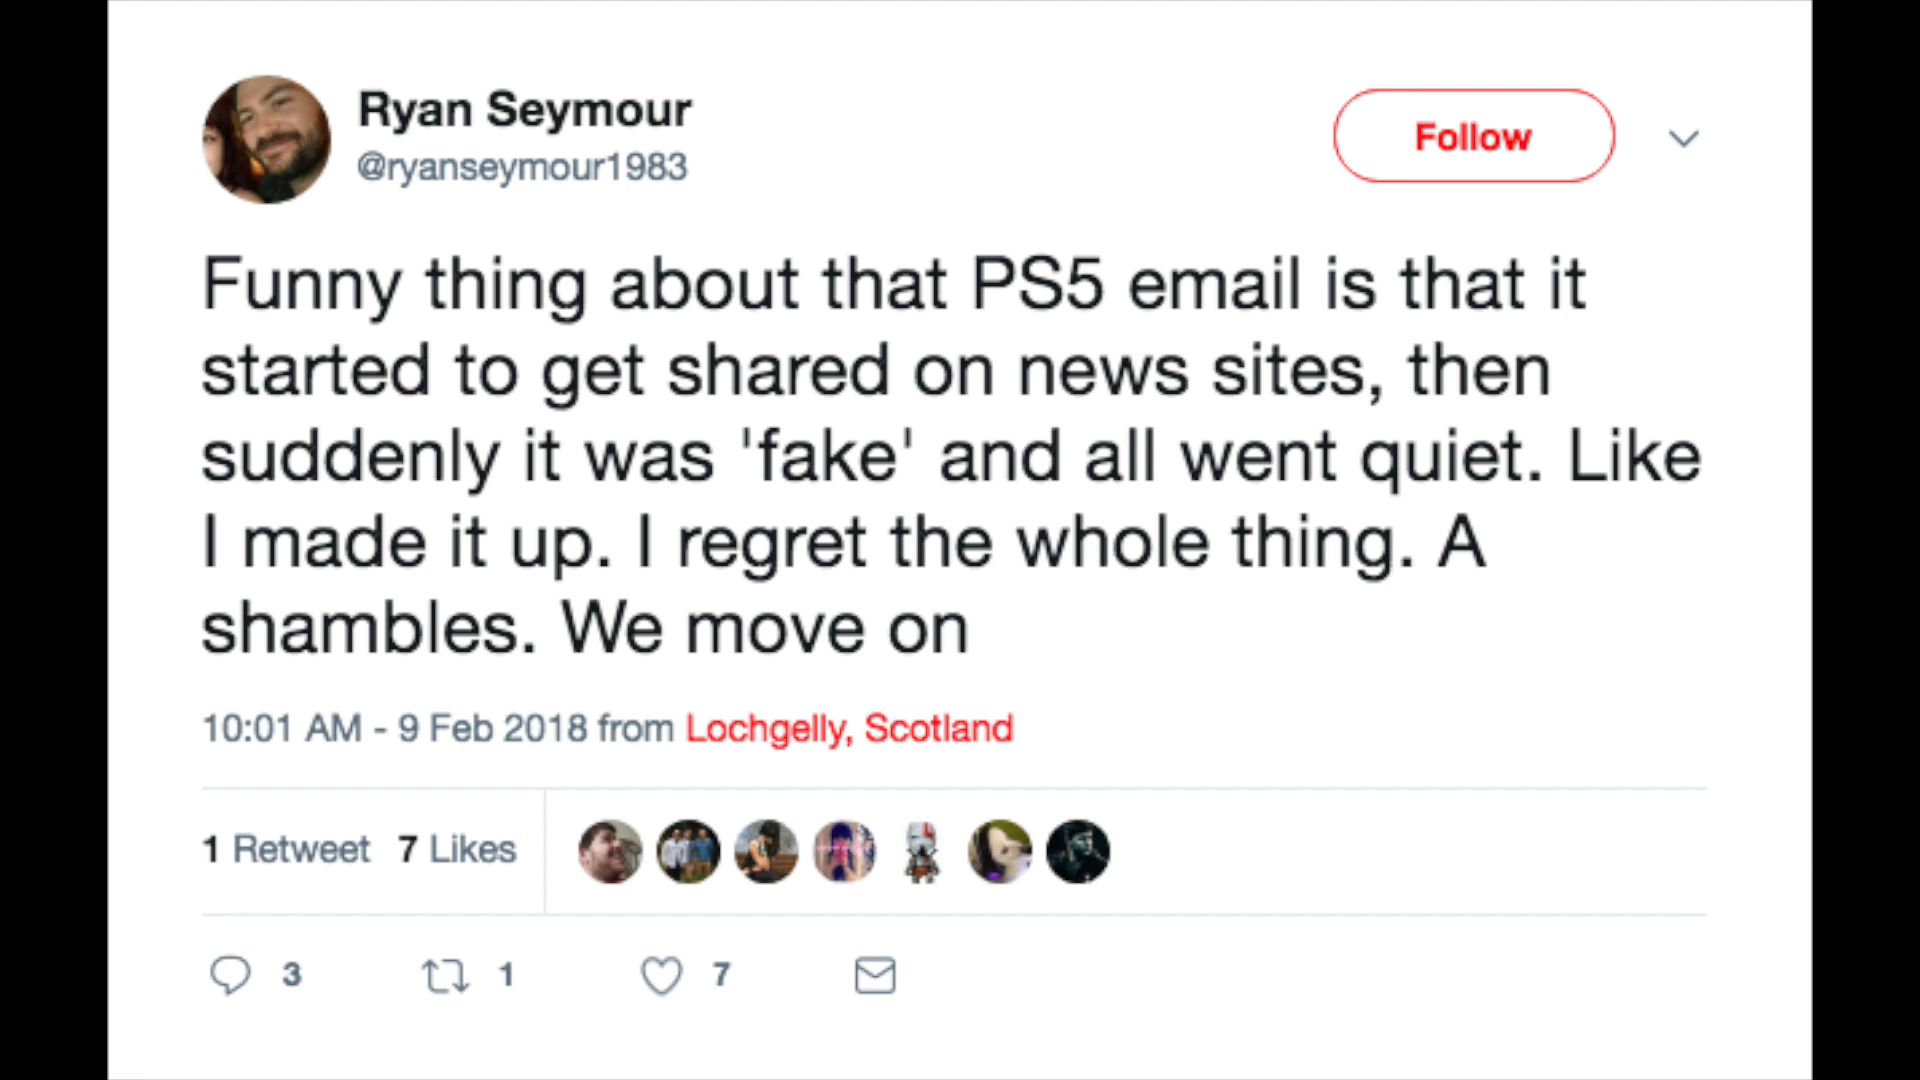 Ryan Seymour
@ryanseymour1983
Follow
Funny thing about that PS5 email is that it
started to get shared on news sites, then
suddenly it was 'fake' and all went quiet. Like
I made it up. I regret the whole thing. A
shambles. We move on
10:01 AM - 9 Feb 2018 from Lochgelly, Scotland
1 Retweet 7 Likes
3 1 7